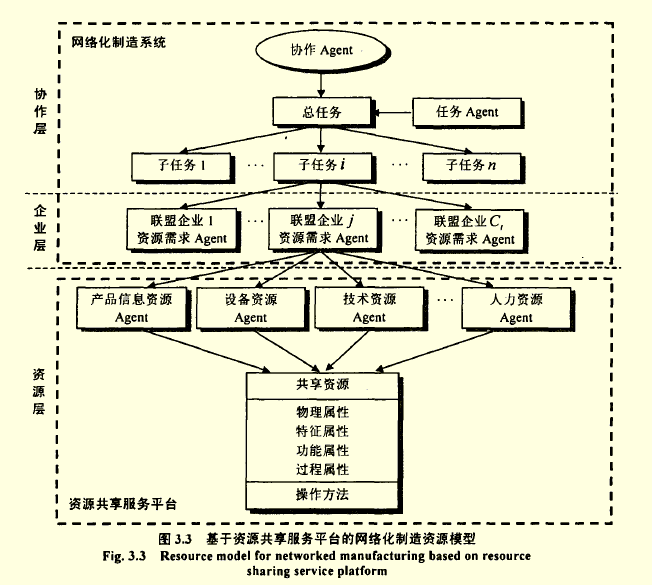 网络化制造系统
协作 Agent
协作层
总任务
任务 Agent
子任务 1
···
子任务 i
···
子任务 n
企业层
联盟企业 1
资源需求 Agent
···
联盟企业 j
资源需求 Agent
···
联盟企业 Ct
资源需求 Agent
产品信息资源
Agent
设备资源
Agent
技术资源
Agent
···
人力资源
Agent
资源层
共享资源
物理属性
特征属性
功能属性
过程属性
操作方法
资源共享服务平台
图 3.3 基于资源共享服务平台的网络化制造资源模型
Fig. 3.3 Resource model for networked manufacturing based on resource
sharing service platform